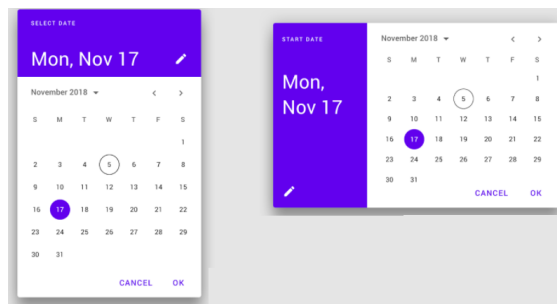 SELECT DATE
Mon, Nov 17
November 2018
S M T W T F S
1
2 3 4 5 6 7 8
9 10 11 12 13 14 15
16 17 18 19 20 21 22
23 24 25 26 27 28 29
30 31
CANCEL OK
START DATE
Mon,
Nov 17
November 2018
S M T W T F S
1
2 3 4 5 6 7 8
9 10 11 12 13 14 15
16 17 18 19 20 21 22
23 24 25 26 27 28 29
30 31
CANCEL OK